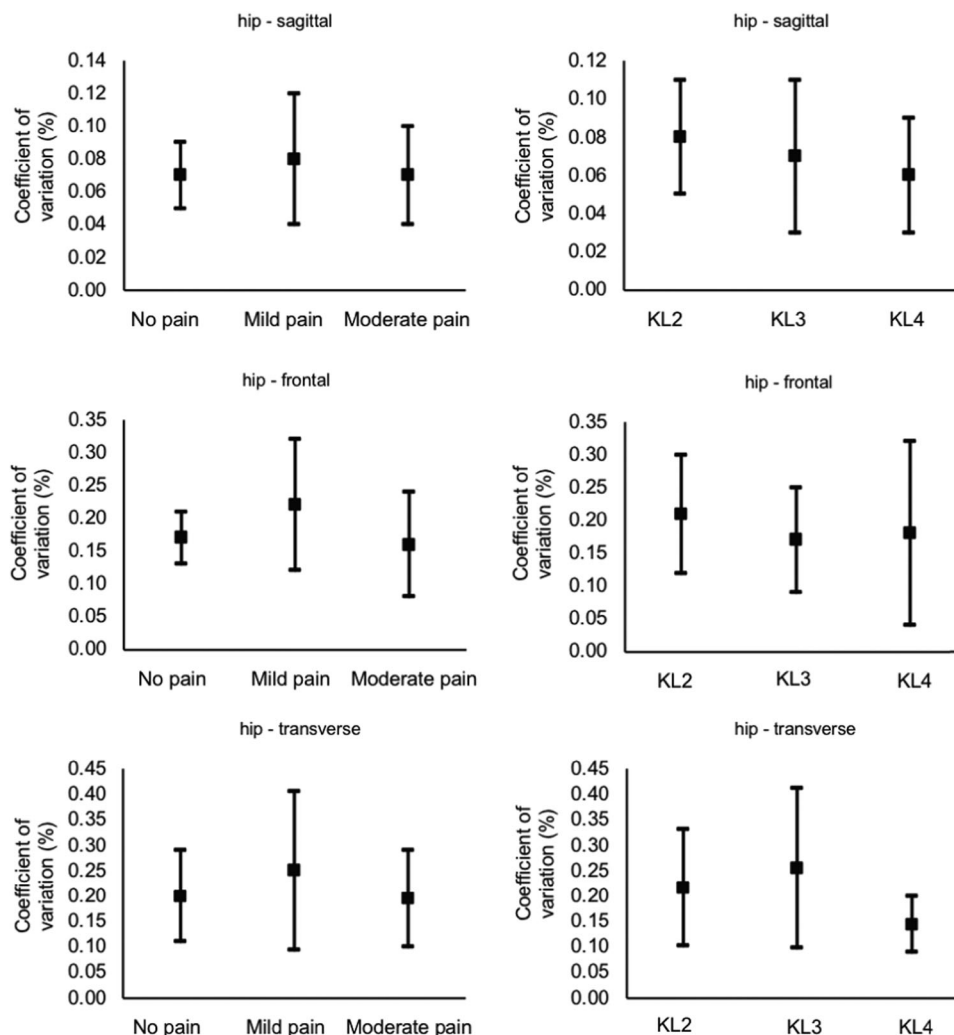 hip - sagittal
Coefficient of
variation (%)
0.14
0.12
0.10
0.08
0.06
0.04
0.02
0.00
No pain Mild pain Moderate pain
hip - sagittal
Coefficient of
variation (%)
0.12
0.10
0.08
0.06
0.04
0.02
0.00
KL2 KL3 KL4
hip - frontal
Coefficient of
variation (%)
0.35
0.30
0.25
0.20
0.15
0.10
0.05
0.00
No pain Mild pain Moderate pain
hip - frontal
Coefficient of
variation (%)
0.35
0.30
0.25
0.20
0.15
0.10
0.05
0.00
KL2 KL3 KL4
hip - transverse
Coefficient of
variation (%)
0.45
0.40
0.35
0.30
0.25
0.20
0.15
0.10
0.05
0.00
No pain Mild pain Moderate pain
hip - transverse
Coefficient of
variation (%)
0.45
0.40
0.35
0.30
0.25
0.20
0.15
0.10
0.05
0.00
KL2 KL3 KL4